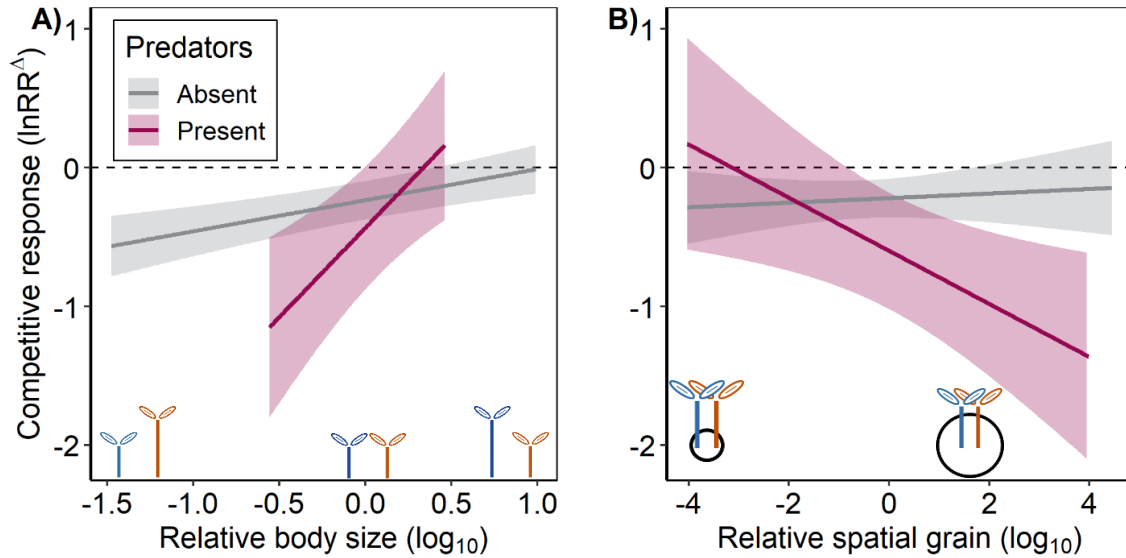 A)
Predators
Absent
Present
Competitive response (lnRR^Δ)
1
0
-1
-2
-1.5 -1.0 -0.5 0.0 0.5 1.0
Relative body size (log₁₀)
B)
1
0
-1
-2
-4 -2 0 2 4
Relative spatial grain (log₁₀)